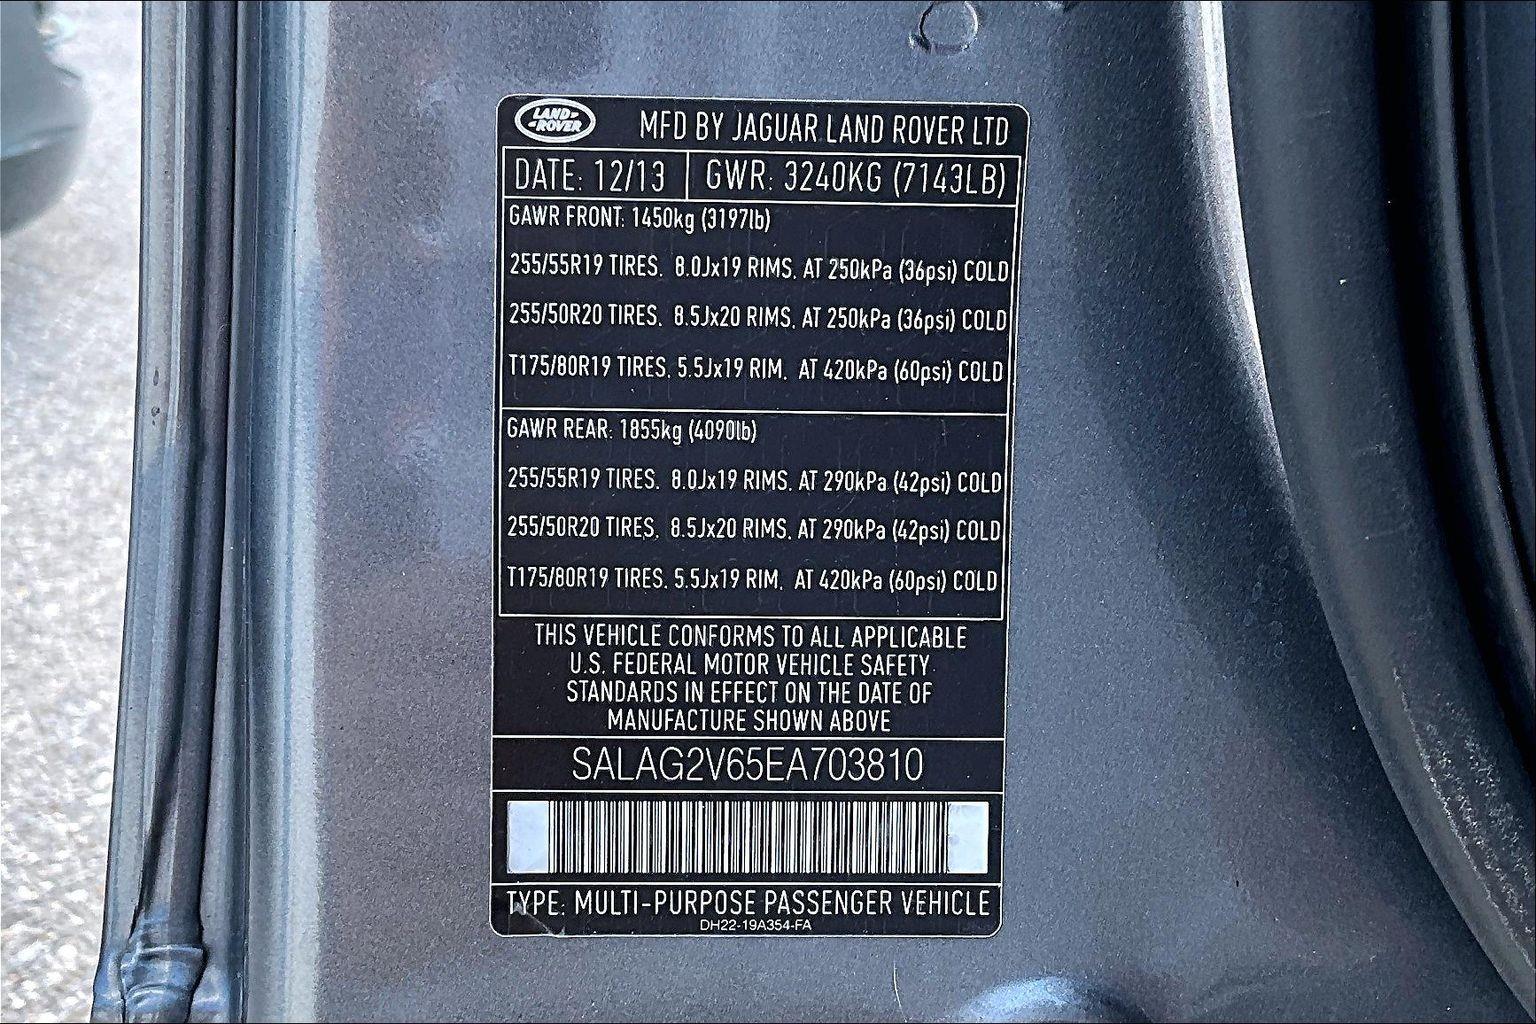 LAND
ROVER
MFD BY JAGUAR LAND ROVER LTD
DATE: 12/13 GWR: 3240KG (7143LB)
GAWR FRONT: 1450kg (3197lb)
255/55R19 TIRES. 8.0Jx19 RIMS. AT 250kPa (36psi) COLD
255/50R20 TIRES. 8.5Jx20 RIMS. AT 250kPa (36psi) COLD
T175/80R19 TIRES. 5.5Jx19 RIM. AT 420kPa (60psi) COLD
GAWR REAR: 1855kg (4090lb)
255/55R19 TIRES. 8.0Jx19 RIMS. AT 290kPa (42psi) COLD
255/50R20 TIRES. 8.5Jx20 RIMS. AT 290kPa (42psi) COLD
T175/80R19 TIRES. 5.5Jx19 RIM. AT 420kPa (60psi) COLD
THIS VEHICLE CONFORMS TO ALL APPLICABLE
U.S. FEDERAL MOTOR VEHICLE SAFETY
STANDARDS IN EFFECT ON THE DATE OF
MANUFACTURE SHOWN ABOVE
SALAG2V65EA703810
TYPE: MULTI-PURPOSE PASSENGER VEHICLE
DH22-19A354-FA